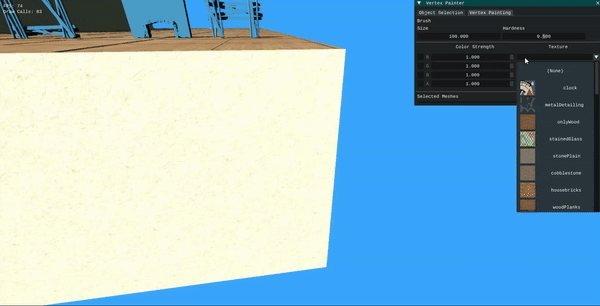 FPS: 74
Draw Calls: 83
Vertex Painter
Object Selection Vertex Painting
Brush
Size Hardness
100.000 0.500
Color Strength Texture
R 1.000
G 1.000
B 1.000
A 1.000
Selected Meshes
(None)
clock
metalDetailing
onlyWood
stainedGlass
stonePlain
cobblestone
housebricks
woodPlanks